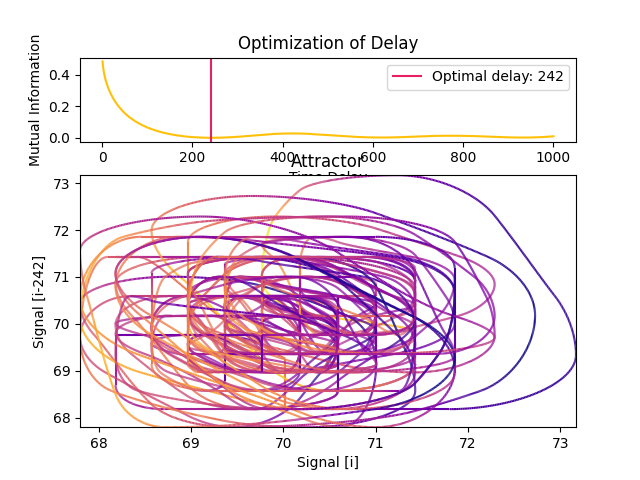 Optimization of Delay
Mutual Information
0.4
0.2
0.0
Optimal delay: 242
0 200 400 600 800 1000
Time Delay
Attractor
Signal [i-242]
73
72
71
70
69
68
68 69 70 71 72 73
Signal [i]